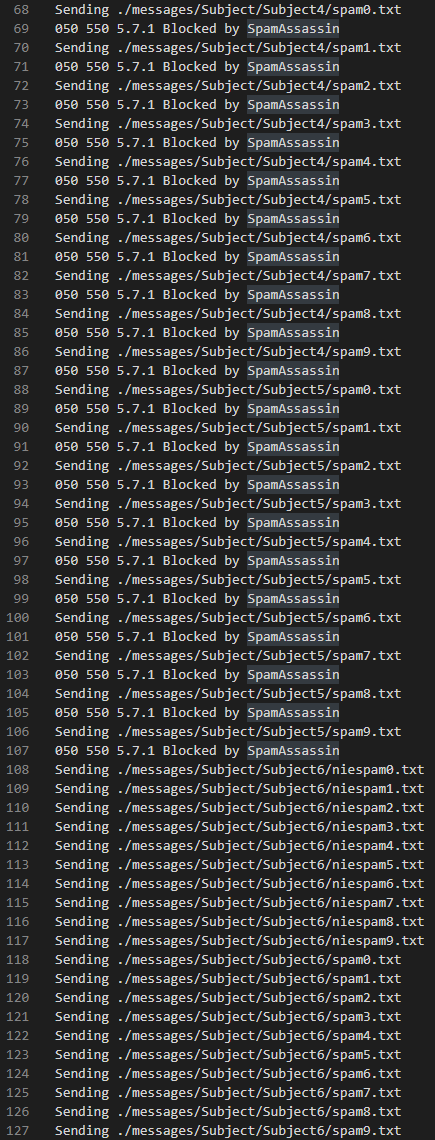 68 Sending ./messages/Subject/Subject4/spam0.txt
69 050 550 5.7.1 Blocked by SpamAssassin
70 Sending ./messages/Subject/Subject4/spam1.txt
71 050 550 5.7.1 Blocked by SpamAssassin
72 Sending ./messages/Subject/Subject4/spam2.txt
73 050 550 5.7.1 Blocked by SpamAssassin
74 Sending ./messages/Subject/Subject4/spam3.txt
75 050 550 5.7.1 Blocked by SpamAssassin
76 Sending ./messages/Subject/Subject4/spam4.txt
77 050 550 5.7.1 Blocked by SpamAssassin
78 Sending ./messages/Subject/Subject4/spam5.txt
79 050 550 5.7.1 Blocked by SpamAssassin
80 Sending ./messages/Subject/Subject4/spam6.txt
81 050 550 5.7.1 Blocked by SpamAssassin
82 Sending ./messages/Subject/Subject4/spam7.txt
83 050 550 5.7.1 Blocked by SpamAssassin
84 Sending ./messages/Subject/Subject4/spam8.txt
85 050 550 5.7.1 Blocked by SpamAssassin
86 Sending ./messages/Subject/Subject4/spam9.txt
87 050 550 5.7.1 Blocked by SpamAssassin
88 Sending ./messages/Subject/Subject5/spam0.txt
89 050 550 5.7.1 Blocked by SpamAssassin
90 Sending ./messages/Subject/Subject5/spam1.txt
91 050 550 5.7.1 Blocked by SpamAssassin
92 Sending ./messages/Subject/Subject5/spam2.txt
93 050 550 5.7.1 Blocked by SpamAssassin
94 Sending ./messages/Subject/Subject5/spam3.txt
95 050 550 5.7.1 Blocked by SpamAssassin
96 Sending ./messages/Subject/Subject5/spam4.txt
97 050 550 5.7.1 Blocked by SpamAssassin
98 Sending ./messages/Subject/Subject5/spam5.txt
99 050 550 5.7.1 Blocked by SpamAssassin
100 Sending ./messages/Subject/Subject5/spam6.txt
101 050 550 5.7.1 Blocked by SpamAssassin
102 Sending ./messages/Subject/Subject5/spam7.txt
103 050 550 5.7.1 Blocked by SpamAssassin
104 Sending ./messages/Subject/Subject5/spam8.txt
105 050 550 5.7.1 Blocked by SpamAssassin
106 Sending ./messages/Subject/Subject5/spam9.txt
107 050 550 5.7.1 Blocked by SpamAssassin
108 Sending ./messages/Subject/Subject6/niespam0.txt
109 Sending ./messages/Subject/Subject6/niespam1.txt
110 Sending ./messages/Subject/Subject6/niespam2.txt
111 Sending ./messages/Subject/Subject6/niespam3.txt
112 Sending ./messages/Subject/Subject6/niespam4.txt
113 Sending ./messages/Subject/Subject6/niespam5.txt
114 Sending ./messages/Subject/Subject6/niespam6.txt
115 Sending ./messages/Subject/Subject6/niespam7.txt
116 Sending ./messages/Subject/Subject6/niespam8.txt
117 Sending ./messages/Subject/Subject6/niespam9.txt
118 Sending ./messages/Subject/Subject6/spam0.txt
119 Sending ./messages/Subject/Subject6/spam1.txt
120 Sending ./messages/Subject/Subject6/spam2.txt
121 Sending ./messages/Subject/Subject6/spam3.txt
122 Sending ./messages/Subject/Subject6/spam4.txt
123 Sending ./messages/Subject/Subject6/spam5.txt
124 Sending ./messages/Subject/Subject6/spam6.txt
125 Sending ./messages/Subject/Subject6/spam7.txt
126 Sending ./messages/Subject/Subject6/spam8.txt
127 Sending ./messages/Subject/Subject6/spam9.txt